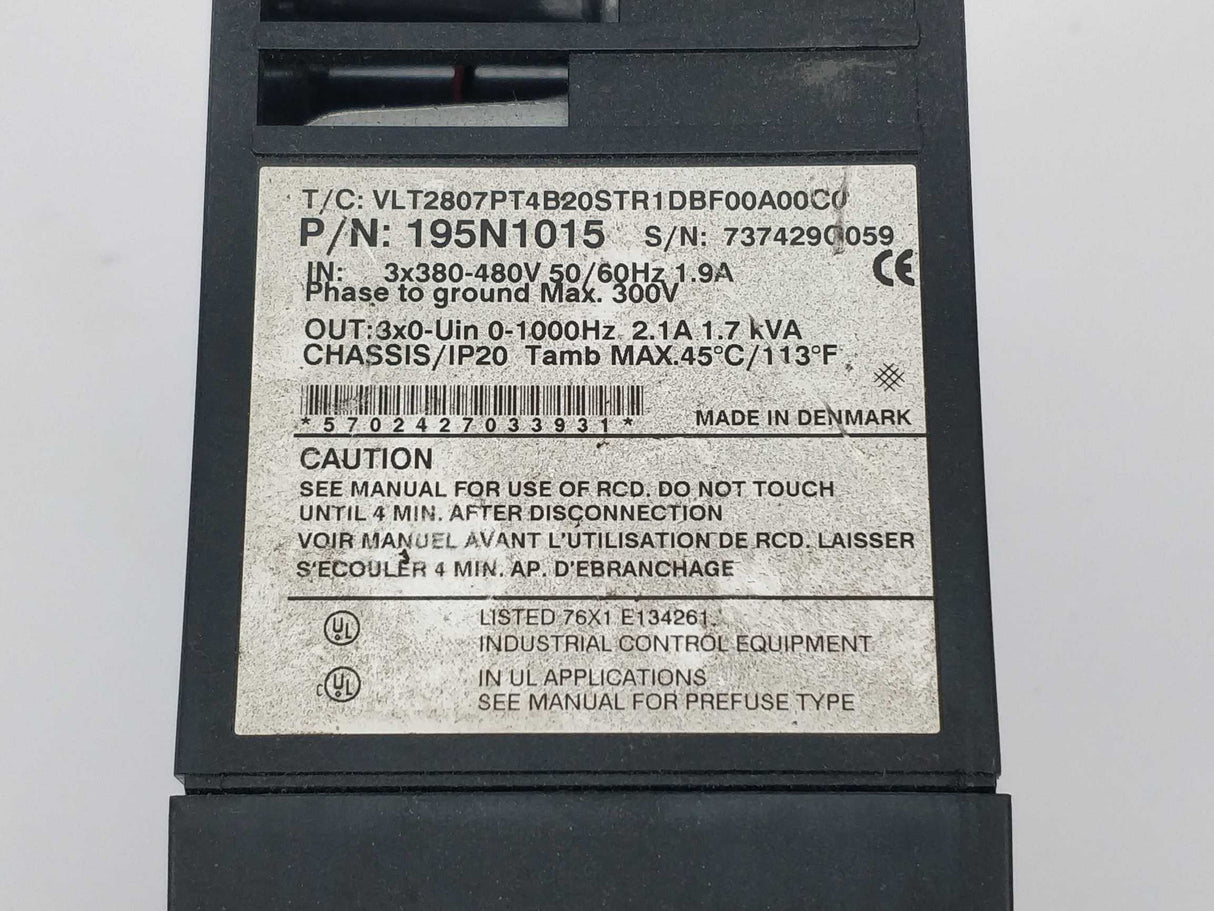 T/C: VLT2807PT4B20STR1DBF00A00C0
P/N: 195N1015 S/N: 737429G059
CE
IN: 3x380-480V 50/60Hz 1.9A
Phase to ground Max. 300V
OUT:3x0-Uin 0-1000Hz 2.1A 1.7 kVA
CHASSIS/IP20 Tamb MAX.45°C/113°F
*5702427033931*
MADE IN DENMARK
CAUTION
SEE MANUAL FOR USE OF RCD. DO NOT TOUCH
UNTIL 4 MIN. AFTER DISCONNECTION
VOIR MANUEL AVANT L'UTILISATION DE RCD. LAISSER
S'ECOULER 4 MIN. AP. D'EBRANCHAGE
UL
LISTED 76X1 E134261.
INDUSTRIAL CONTROL EQUIPMENT
c UL
IN UL APPLICATIONS
SEE MANUAL FOR PREFUSE TYPE